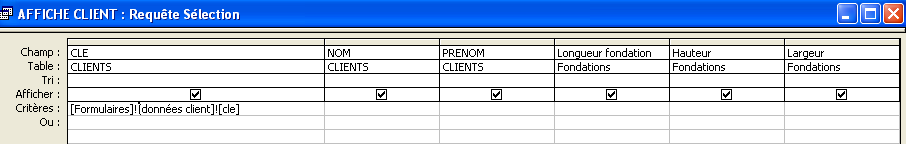 AFFICHE CLIENT : Requête Sélection
Champ : CLE NOM PRENOM Longueur fondation Hauteur Largeur
Table : CLIENTS CLIENTS CLIENTS Fondations Fondations Fondations
Tri :
Afficher :
Critères : [Formulaires]![données client]![cle]
Ou :